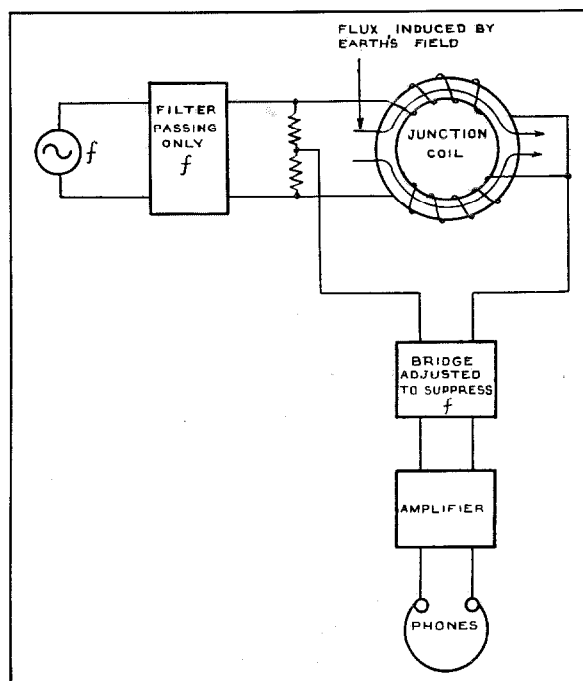 FLUX INDUCED BY
EARTH'S FIELD
FILTER
PASSING
ONLY
f
f
JUNCTION
COIL
BRIDGE
ADJUSTED
TO SUPPRESS
f
AMPLIFIER
PHONES